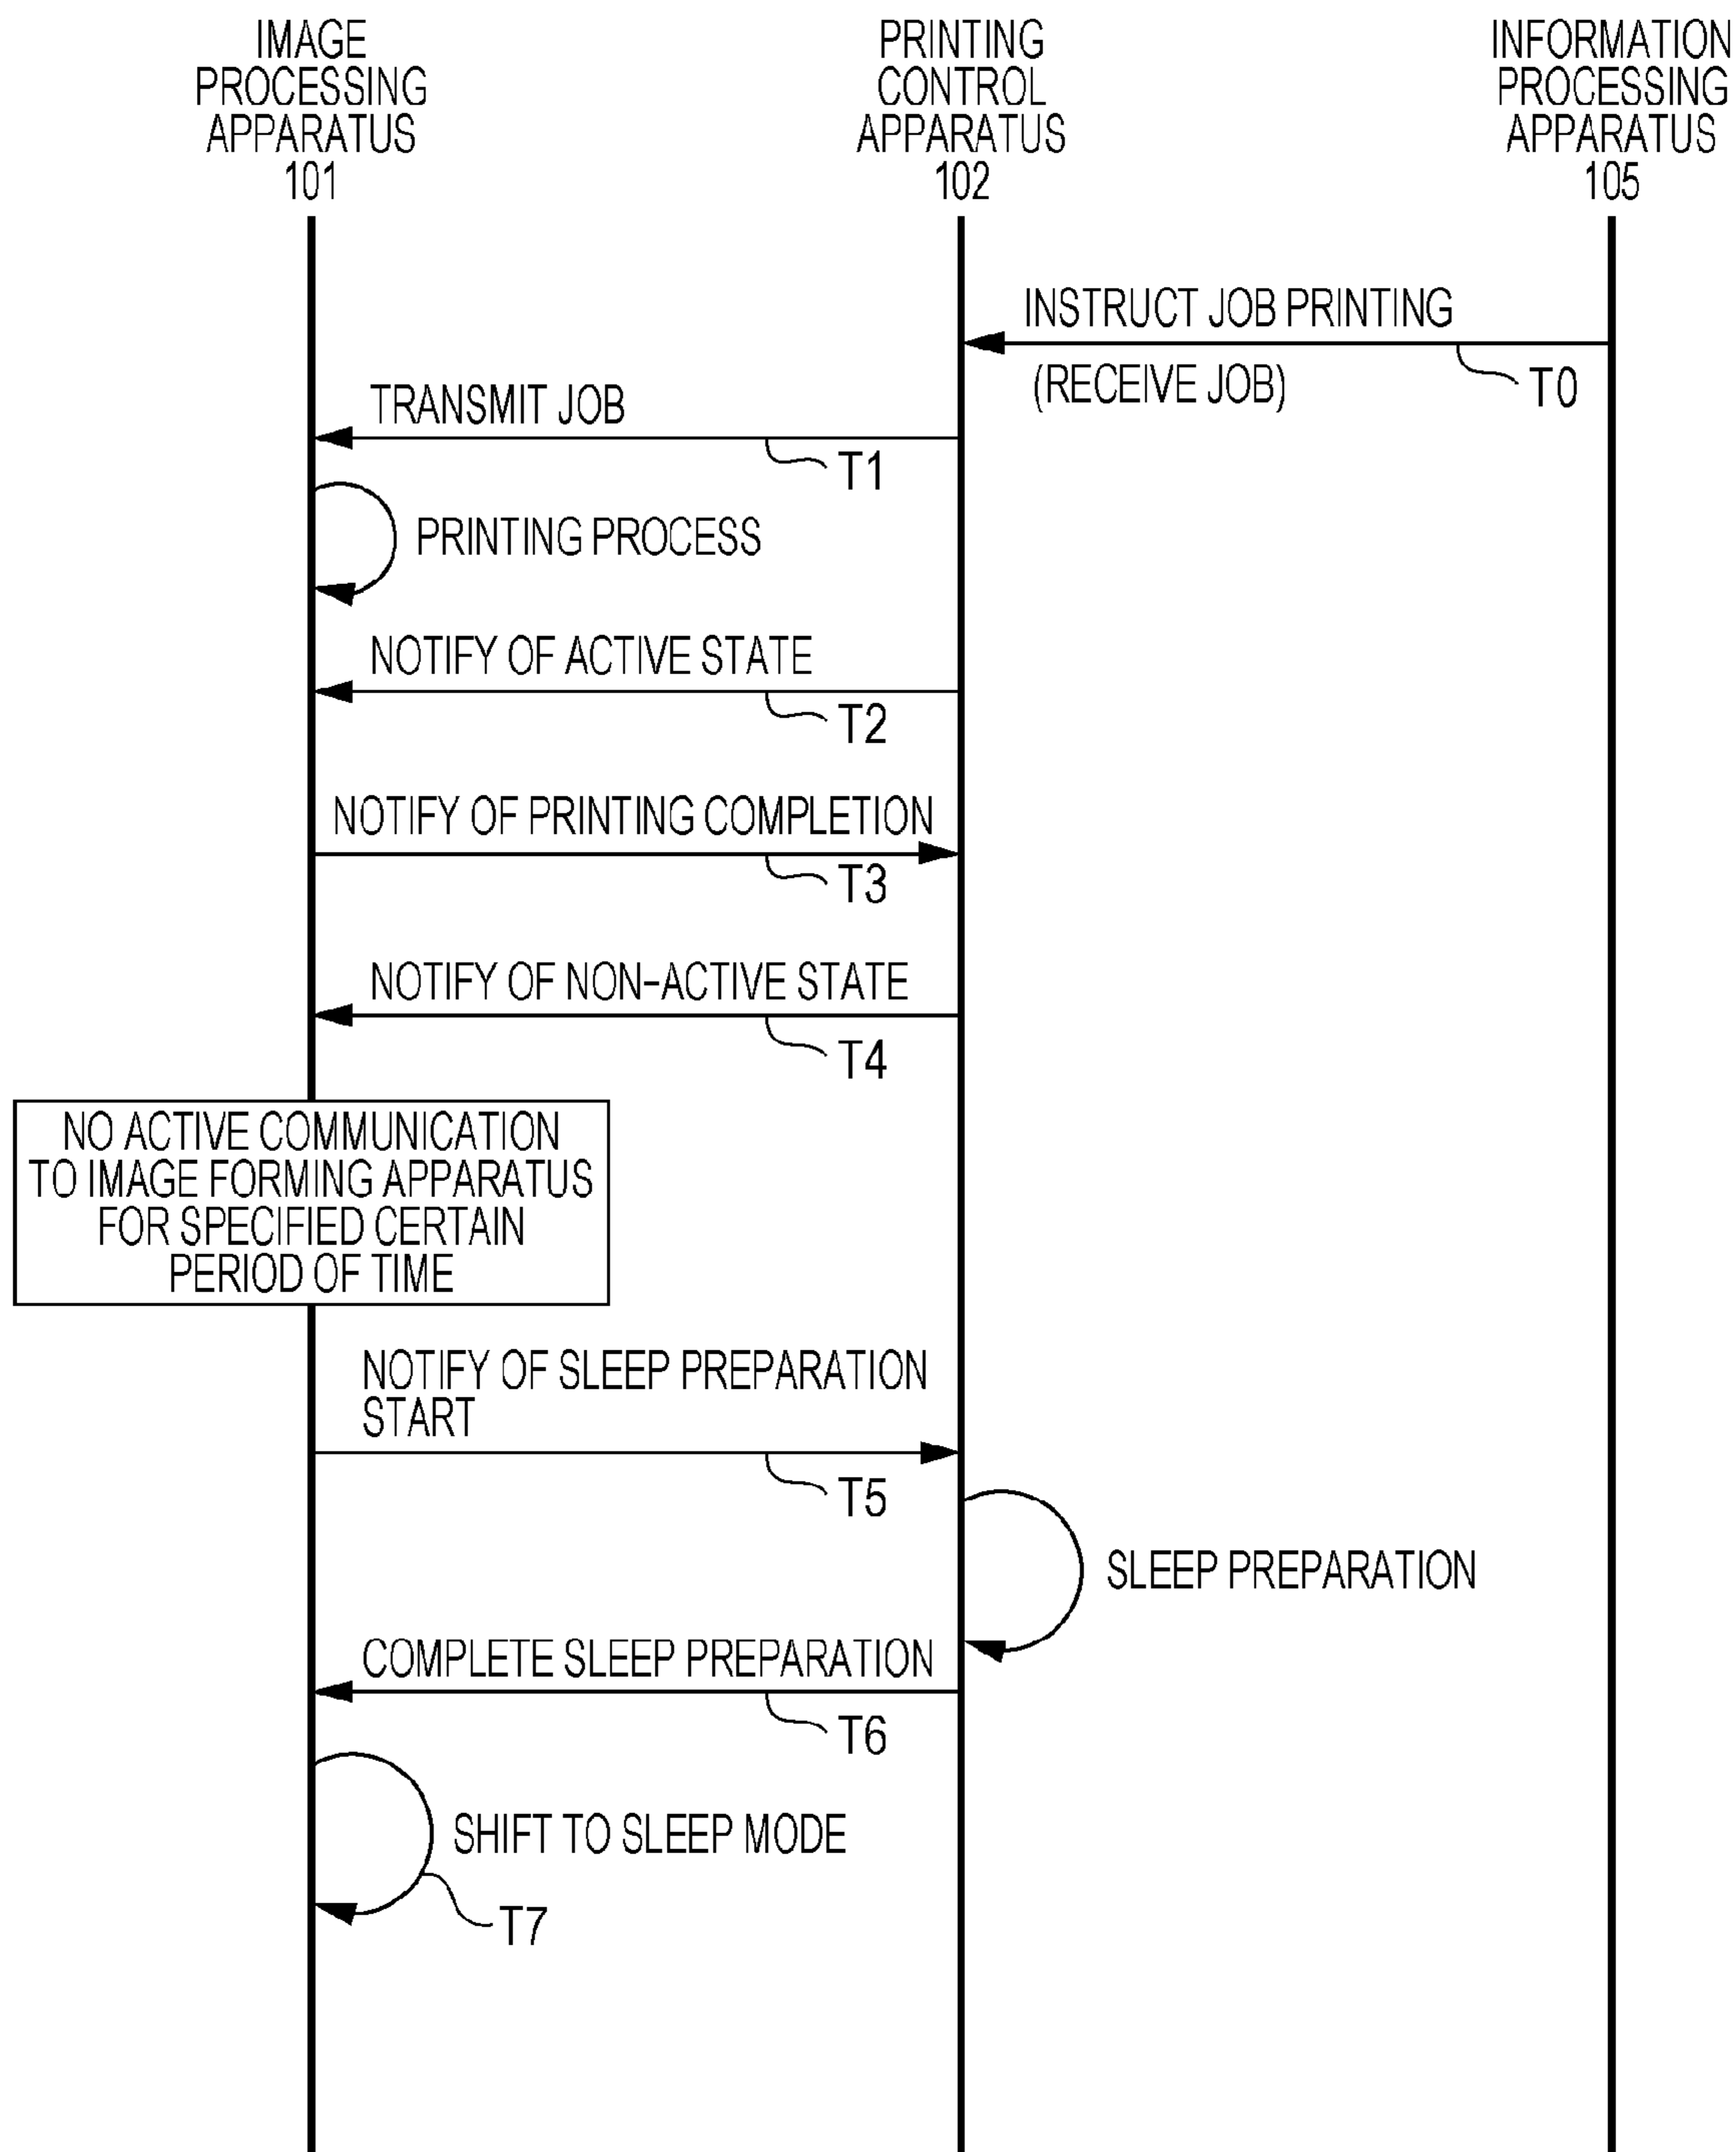 IMAGE
PROCESSING
APPARATUS
101
PRINTING
CONTROL
APPARATUS
102
INFORMATION
PROCESSING
APPARATUS
105
INSTRUCT JOB PRINTING
(RECEIVE JOB)
T0
TRANSMIT JOB
T1
PRINTING PROCESS
NOTIFY OF ACTIVE STATE
T2
NOTIFY OF PRINTING COMPLETION
T3
NOTIFY OF NON-ACTIVE STATE
T4
NO ACTIVE COMMUNICATION
TO IMAGE FORMING APPARATUS
FOR SPECIFIED CERTAIN
PERIOD OF TIME
NOTIFY OF SLEEP PREPARATION
START
T5
SLEEP PREPARATION
COMPLETE SLEEP PREPARATION
T6
SHIFT TO SLEEP MODE
T7